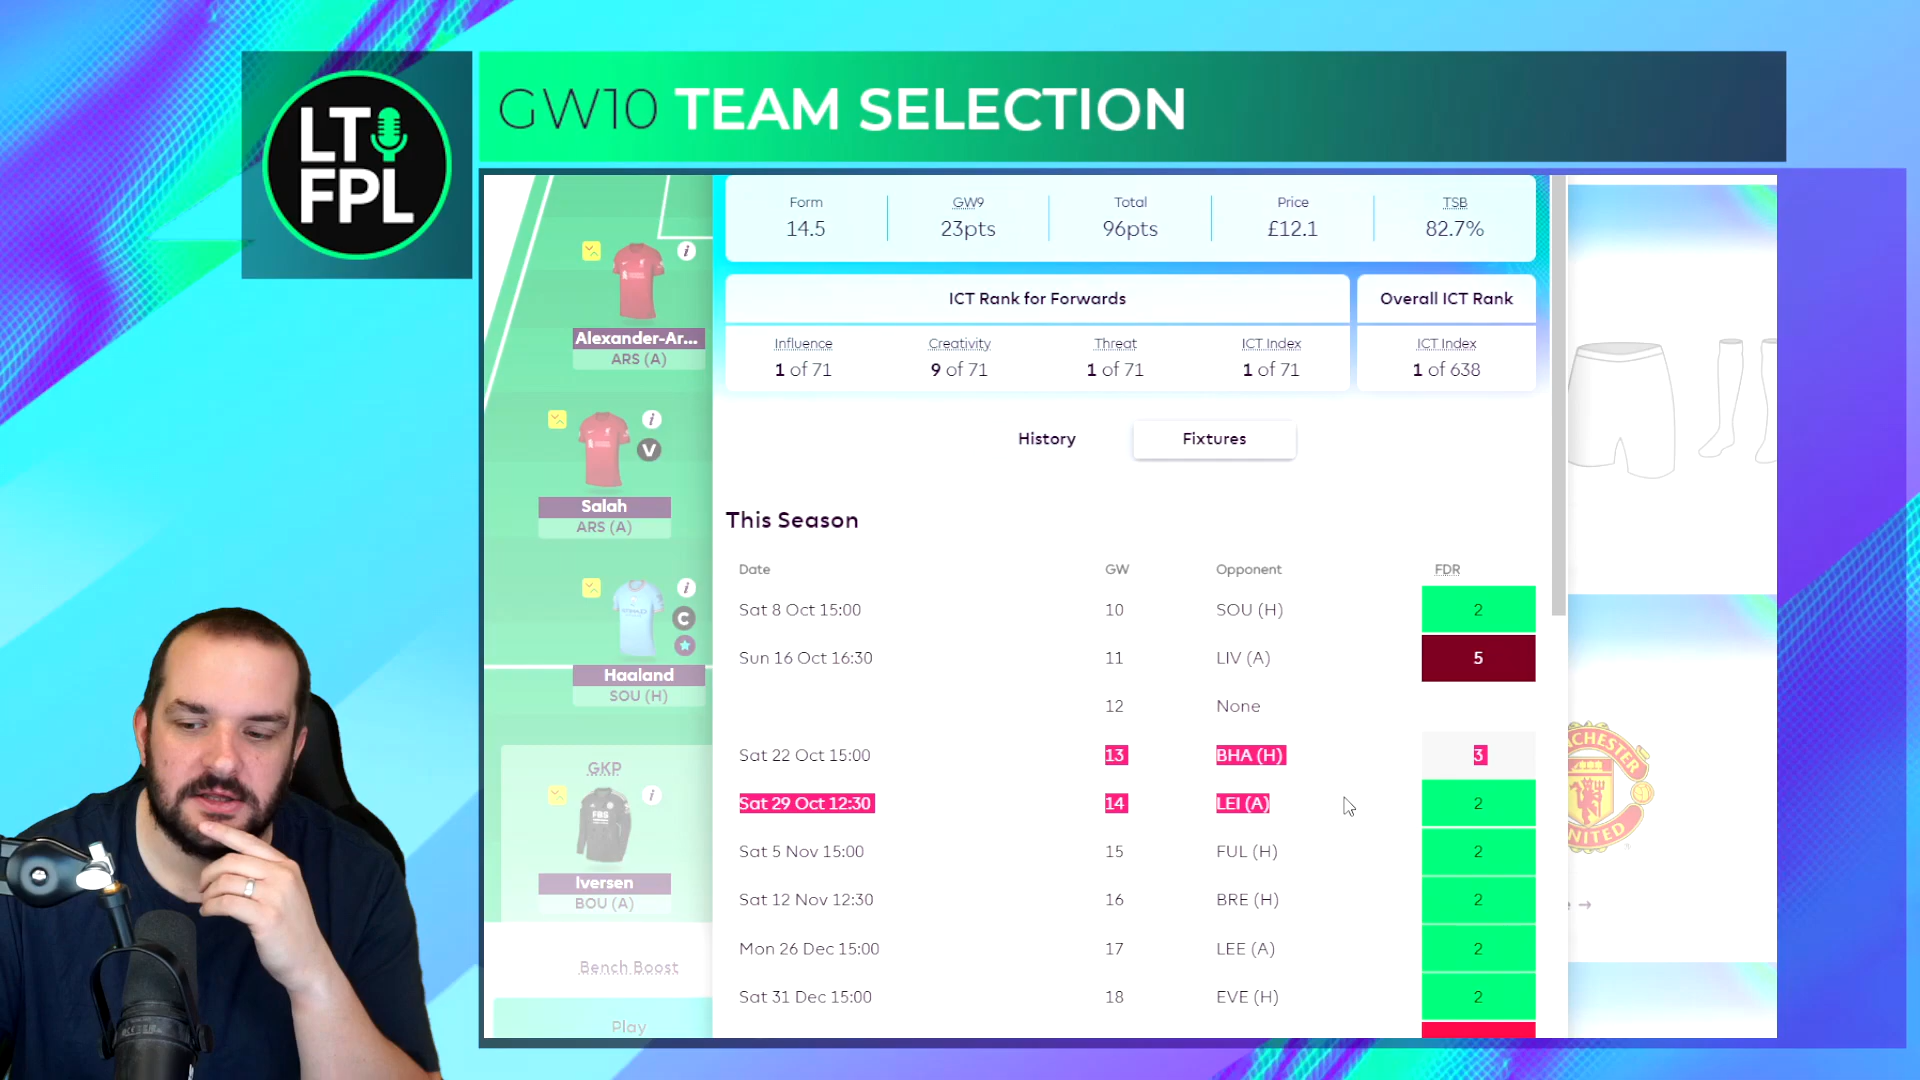 LT
FPL
GW10 TEAM SELECTION
Form
14.5
GW9
23pts
Total
96pts
Price
£12.1
TSB
82.7%
ICT Rank for Forwards
Overall ICT Rank
Influence
1 of 71
Creativity
9 of 71
Threat
1 of 71
ICT Index
1 of 71
ICT Index
1 of 638
History
Fixtures
This Season
Date GW Opponent FDR
Sat 8 Oct 15:00 10 SOU (H) 2
Sun 16 Oct 16:30 11 LIV (A) 5
12 None
Sat 22 Oct 15:00 13 BHA (H) 3
Sat 29 Oct 12:30 14 LEI (A) 2
Sat 5 Nov 15:00 15 FUL (H) 2
Sat 12 Nov 12:30 16 BRE (H) 2
Mon 26 Dec 15:00 17 LEE (A) 2
Sat 31 Dec 15:00 18 EVE (H) 2
i
Alexander-Ar...
ARS (A)
i
V
Salah
ARS (A)
i
C
Haaland
SOU (H)
GKP
i
FBS
Iversen
BOU (A)
Bench Boost
Play
CHESTER
UNITED